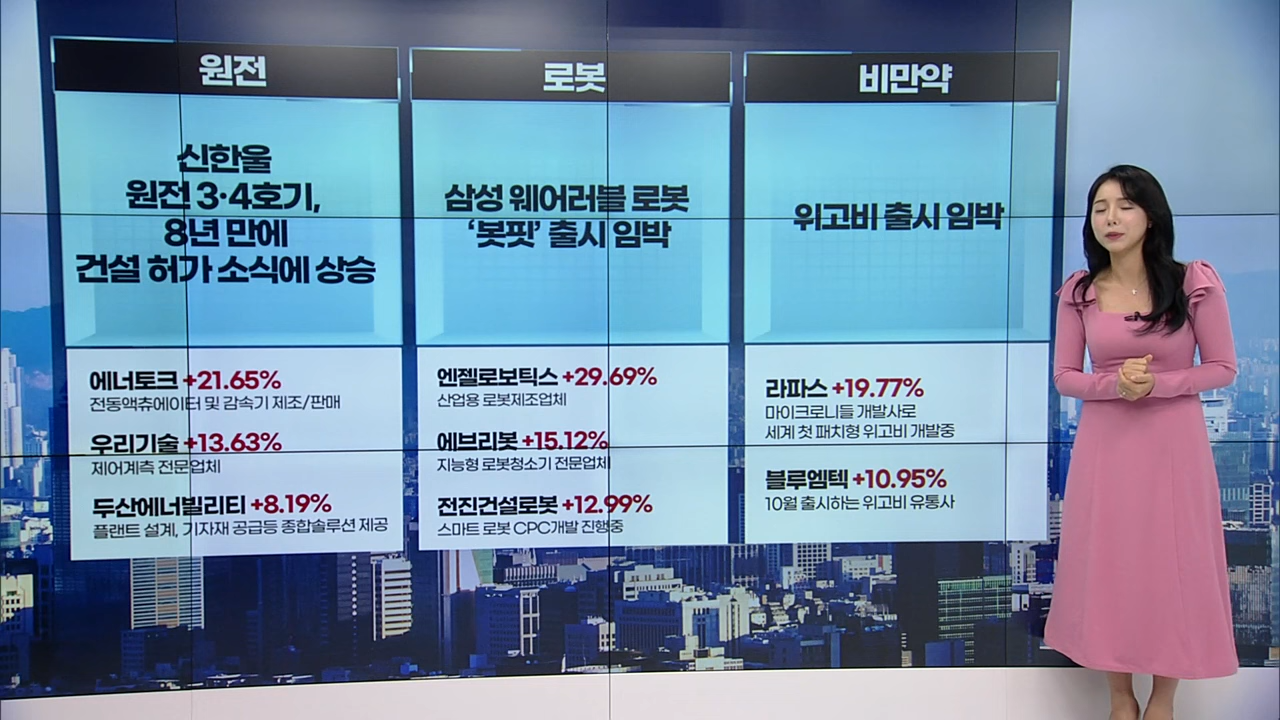 원전
신한울
원전 3·4호기,
8년 만에
건설 허가 소식에 상승
에너토크 +21.65%
전동액츄에이터 및 감속기 제조/판매
우리기술 +13.63%
제어계측 전문업체
두산에너빌리티 +8.19%
플랜트 설계, 기자재 공급등 종합솔루션 제공
로봇
삼성 웨어러블 로봇
‘봇핏’ 출시 임박
엔젤로보틱스 +29.69%
산업용 로봇제조업체
에브리봇 +15.12%
지능형 로봇청소기 전문업체
전진건설로봇 +12.99%
스마트 로봇 CPC개발 진행중
비만약
위고비 출시 임박
라파스 +19.77%
마이크로니들 개발사로
세계 첫 패치형 위고비 개발중
블루엠텍 +10.95%
10월 출시하는 위고비 유통사